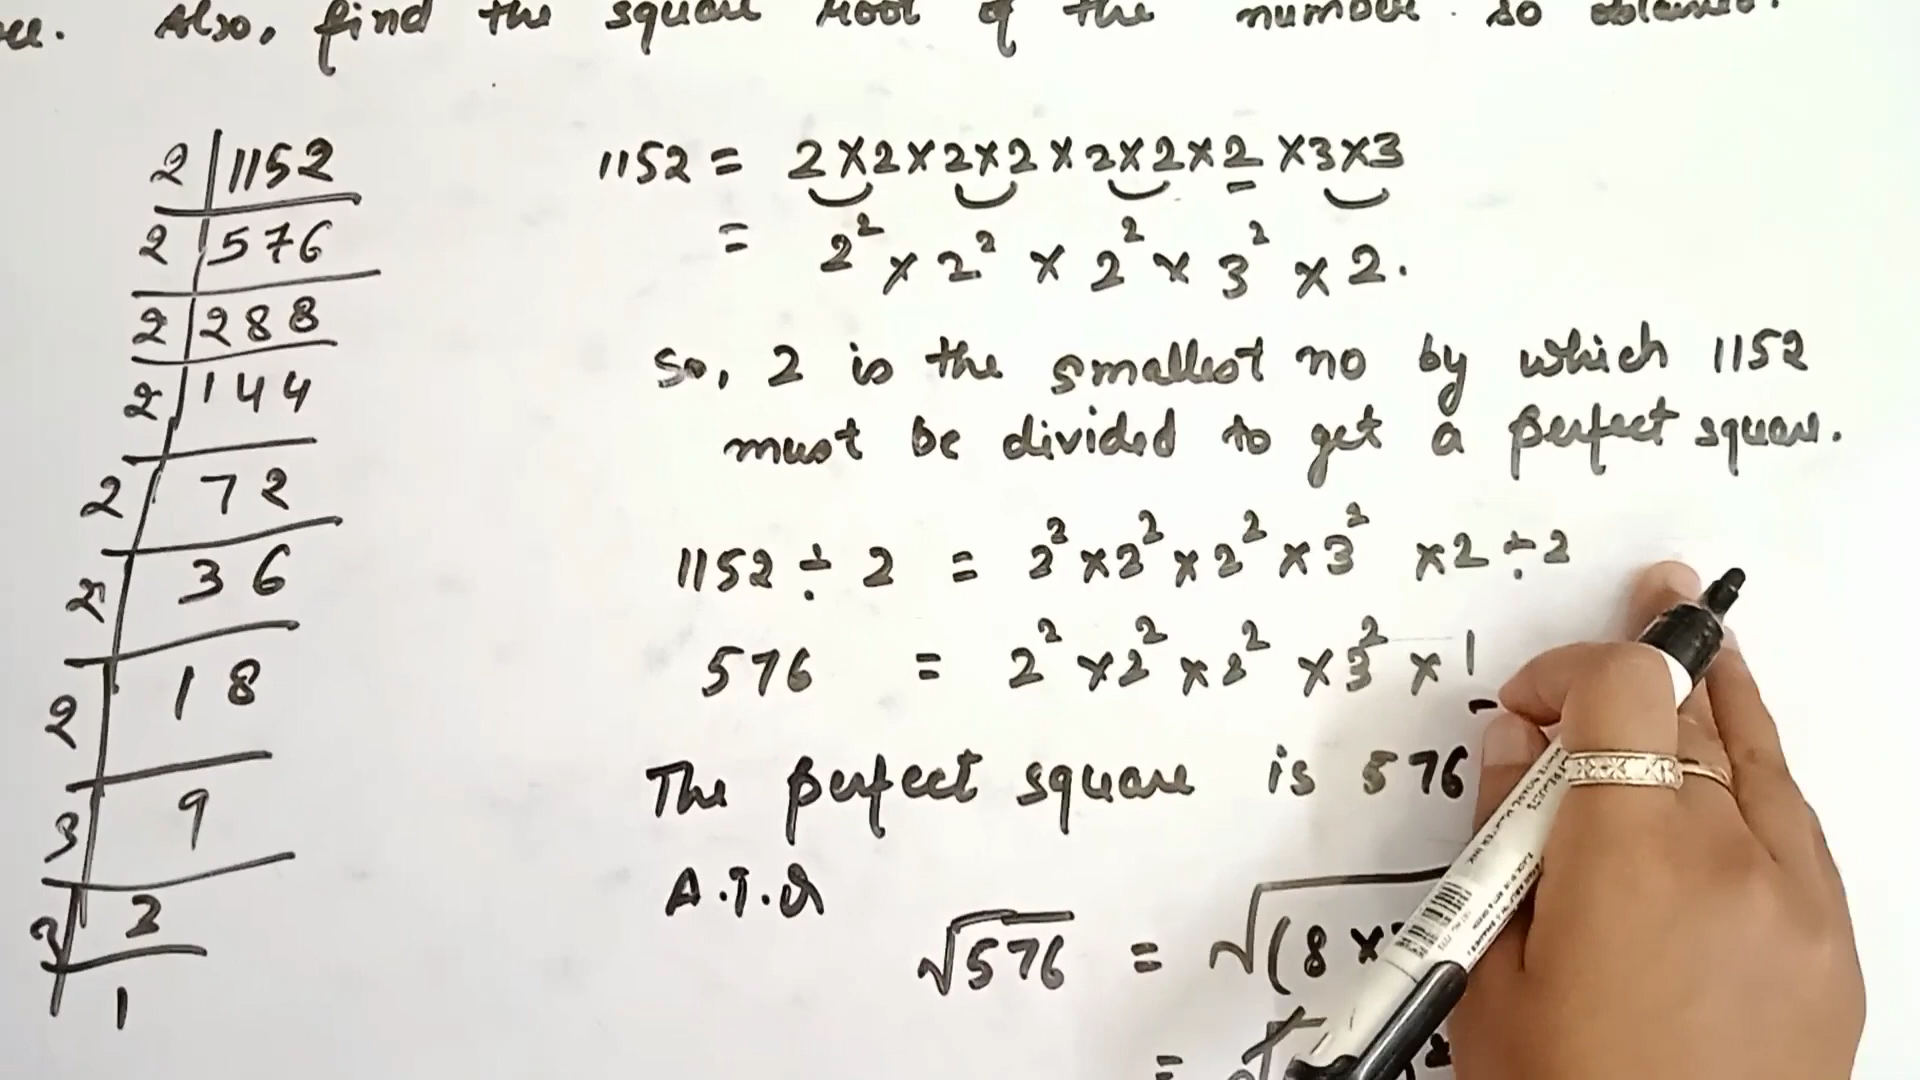 Also, find the square root of the number so obtained.
2 | 1152
2 | 576
2 | 288
2 | 144
2 | 72
2 | 36
2 | 18
3 | 9
3 | 3
1
1152 = 2×2×2×2×2×2×2×3×3
= 2² × 2² × 2² × 3² × 2.
So, 2 is the smallest no by which 1152
must be divided to get a perfect square.
1152 ÷ 2 = 2² × 2² × 2² × 3² × 2 ÷ 2
576 = 2² × 2² × 2² × 3² × 1
The perfect square is 576
A.T.Q
√576 = √(8 ×
=